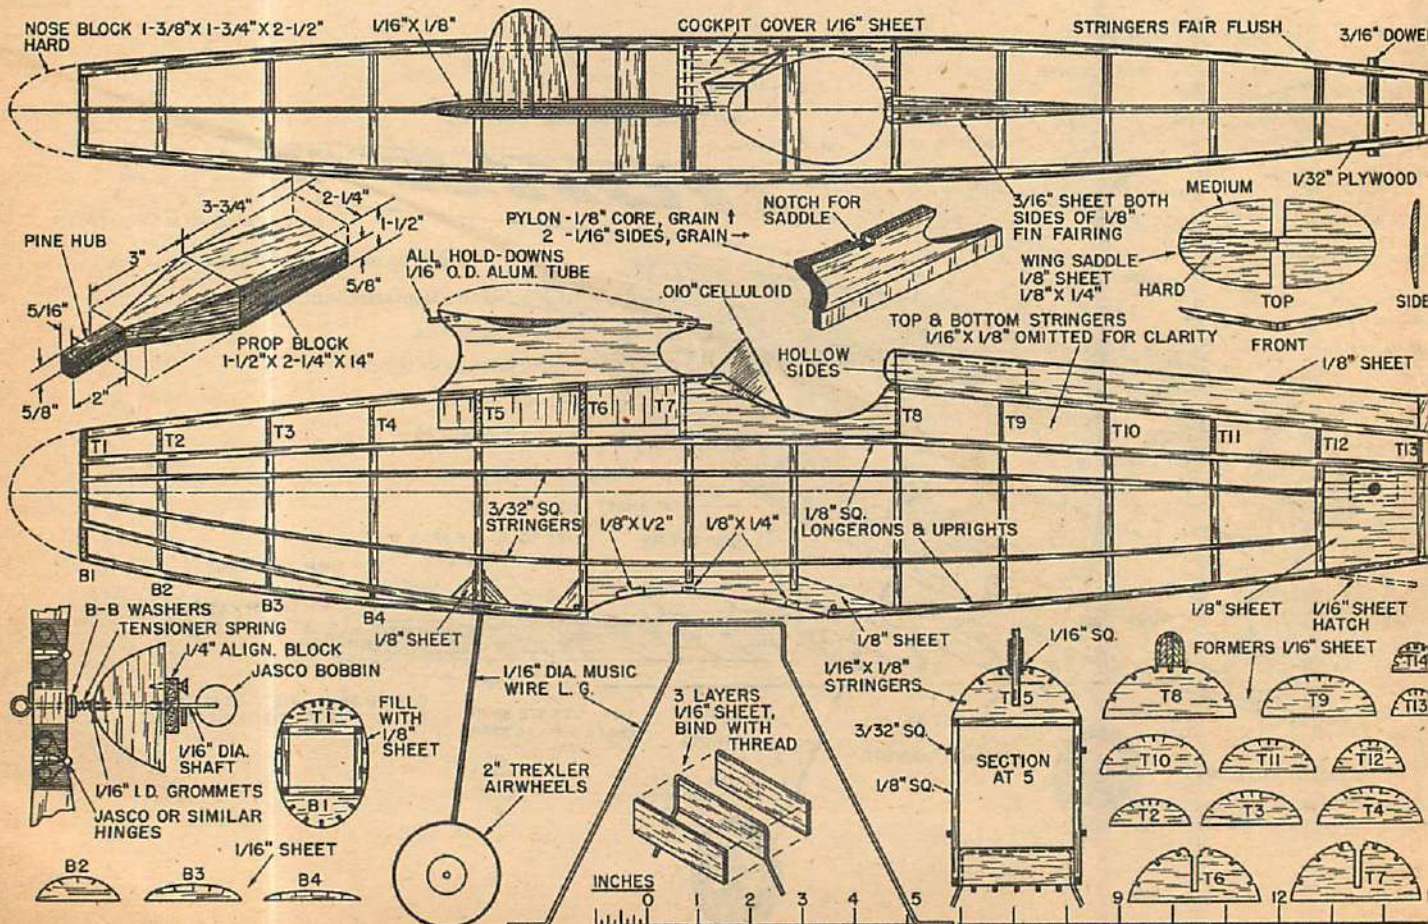 NOSE BLOCK 1-3/8" X 1-3/4" X 2-1/2"
HARD
1/16" X 1/8"
COCKPIT COVER 1/16" SHEET
STRINGERS FAIR FLUSH
3/16" DOWEL
3-3/4"
2-1/4"
1-1/2"
5/8"
PINE HUB
3"
5/16"
5/8"
2"
PROP BLOCK
1-1/2" X 2-1/4" X 14"
PYLON - 1/8" CORE, GRAIN ↑
2 - 1/16" SIDES, GRAIN →
NOTCH FOR
SADDLE
3/16" SHEET BOTH
SIDES OF 1/8"
FIN FAIRING
1/32" PLYWOOD
MEDIUM
WING SADDLE
1/8" SHEET
1/8" X 1/4"
HARD
TOP
SIDE
FRONT
ALL HOLD-DOWNS
1/16" O.D. ALUM. TUBE
.010" CELLULOID
HOLLOW
SIDES
TOP & BOTTOM STRINGERS
1/16" X 1/8" OMITTED FOR CLARITY
1/8" SHEET
T1
T2
T3
T4
T5
T6
T7
T8
T9
T10
T11
T12
T13
3/32" SQ.
STRINGERS
1/8" X 1/2"
1/8" X 1/4"
1/8" SQ.
LONGERONS & UPRIGHTS
B1
B2
B3
B4
1/8" SHEET
1/8" SHEET
1/8" SHEET
1/16" SHEET
HATCH
B-B WASHERS
TENSIONER SPRING
1/4" ALIGN. BLOCK
JASCO BOBBIN
1/16" DIA.
SHAFT
1/16" I.D. GROMMETS
JASCO OR SIMILAR
HINGES
T1
B1
FILL
WITH
1/8"
SHEET
1/16" DIA. MUSIC
WIRE L. G.
2" TREXLER
AIRWHEELS
3 LAYERS
1/16" SHEET,
BIND WITH
THREAD
1/16" SQ.
1/16" X 1/8"
STRINGERS
T5
3/32" SQ.
1/8" SQ.
SECTION
AT 5
FORMERS 1/16" SHEET
T8
T9
T14
T13
T10
T11
T12
T2
T3
T4
T6
T7
1/16" SHEET
B2
B3
B4
INCHES
0 1 2 3 4 5 9 12